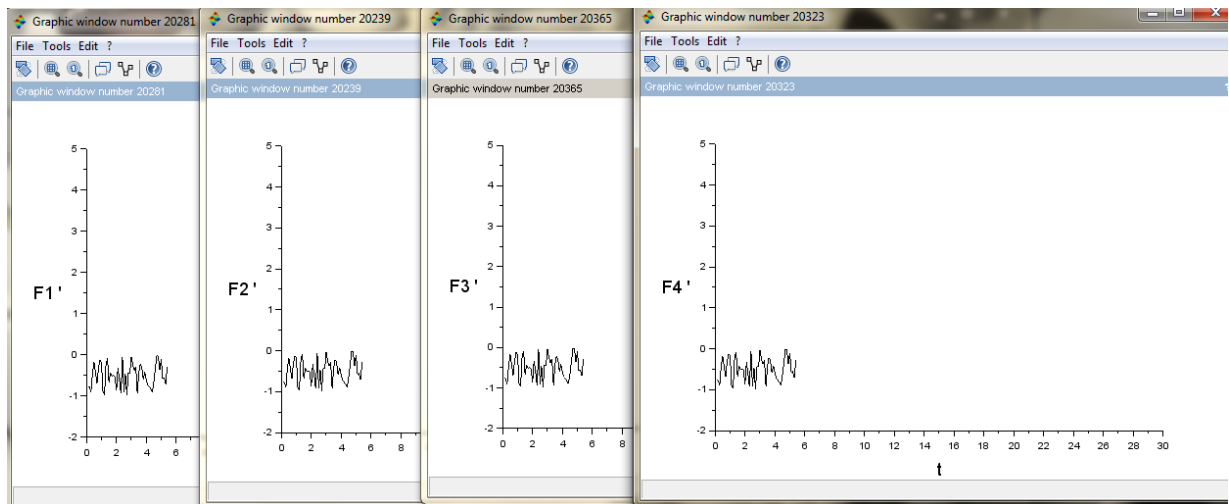 Graphic window number 20281
File Tools Edit ?
Graphic window number 20281
5
4
3
2
1
0
-1
-2
F1 '
0 2 4 6
Graphic window number 20239
File Tools Edit ?
Graphic window number 20239
5
4
3
2
1
0
-1
-2
F2 '
0 2 4 6 8
Graphic window number 20365
File Tools Edit ?
Graphic window number 20365
5
4
3
2
1
0
-1
-2
F3 '
0 2 4 6 8
Graphic window number 20323
File Tools Edit ?
Graphic window number 20323
5
4
3
2
1
0
-1
-2
F4 '
0 2 4 6 8 10 12 14 16 18 20 22 24 26 28 30
t